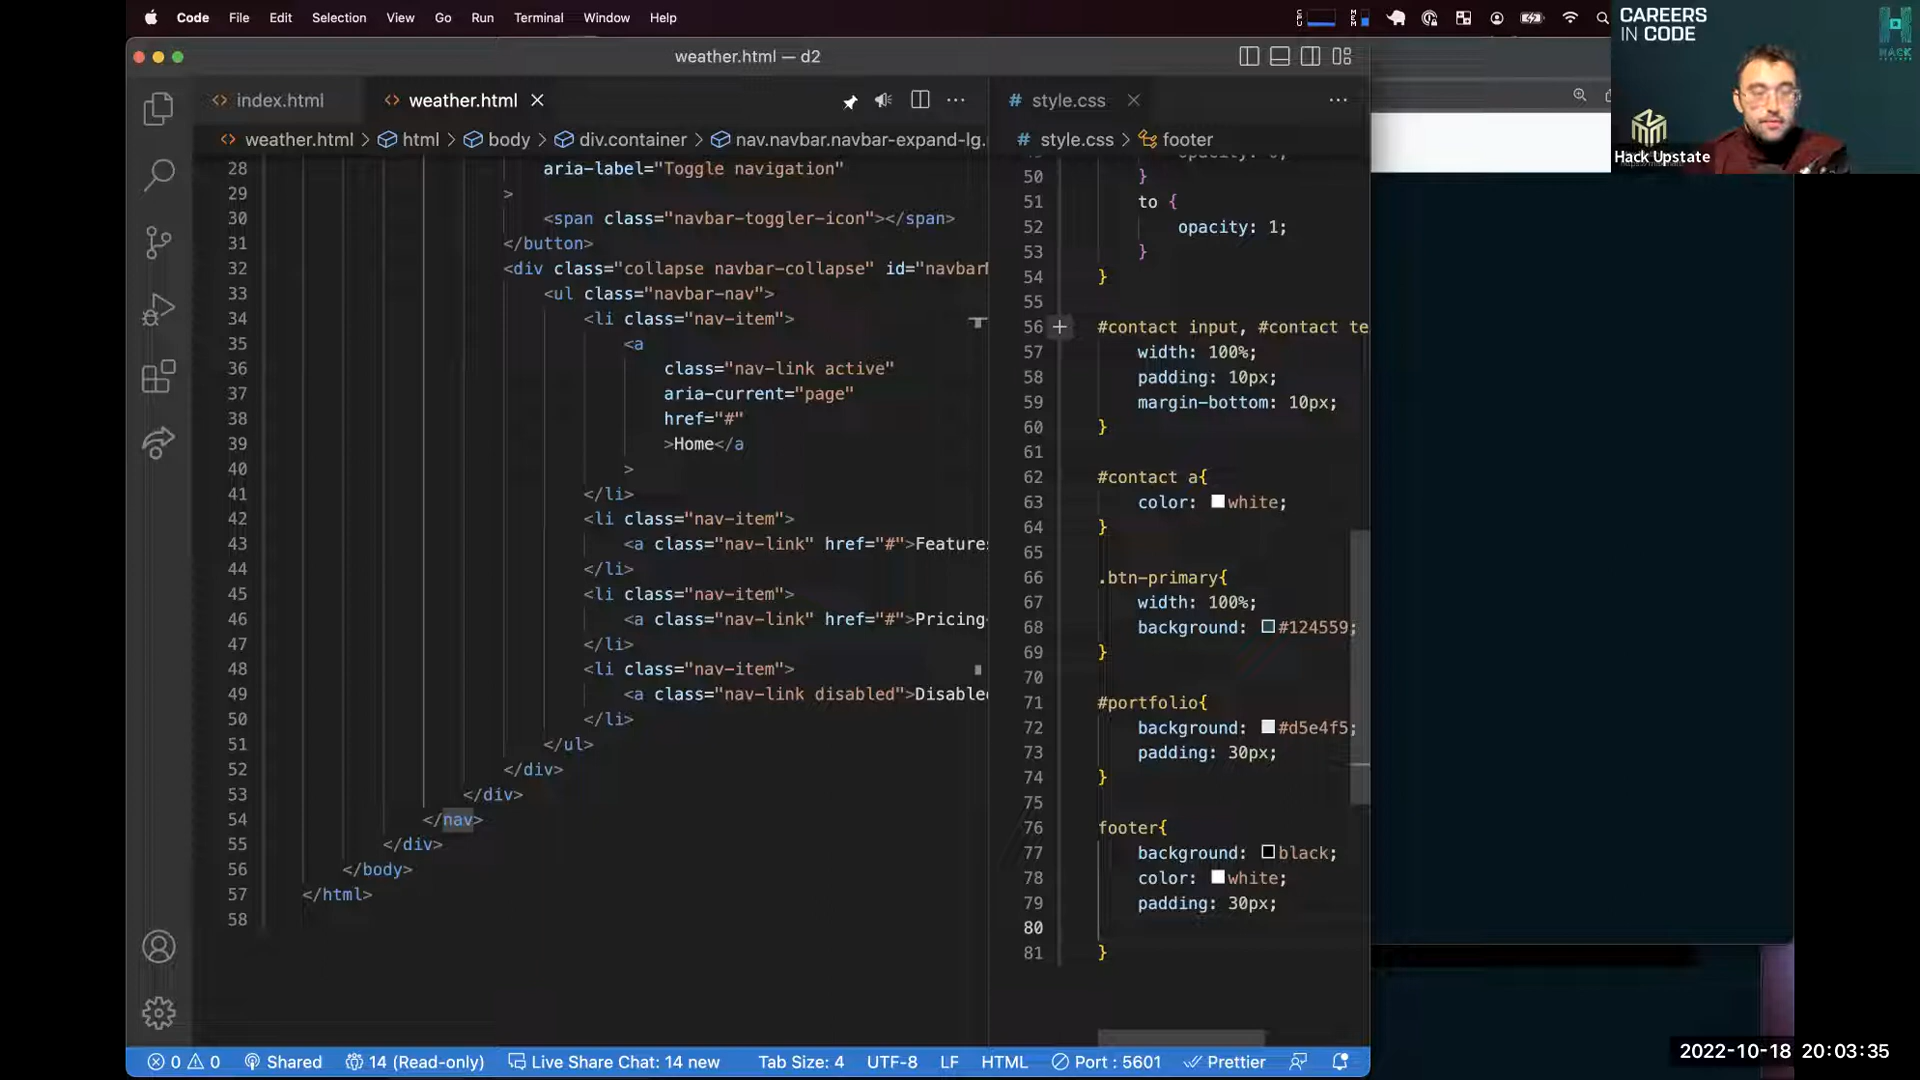 Code File Edit Selection View Go Run Terminal Window Help
CAREERS
IN CODE
HACK
Hack Upstate
weather.html — d2
index.html
weather.html
weather.html > html > body > div.container > nav.navbar.navbar-expand-lg.
28 aria-label="Toggle navigation"
29 >
30 <span class="navbar-toggler-icon"></span>
31 </button>
32 <div class="collapse navbar-collapse" id="navbar
33 <ul class="navbar-nav">
34 <li class="nav-item">
35 <a
36 class="nav-link active"
37 aria-current="page"
38 href="#"
39 >Home</a
40 >
41 </li>
42 <li class="nav-item">
43 <a class="nav-link" href="#">Features
44 </li>
45 <li class="nav-item">
46 <a class="nav-link" href="#">Pricing
47 </li>
48 <li class="nav-item">
49 <a class="nav-link disabled">Disabled
50 </li>
51 </ul>
52 </div>
53 </div>
54 </nav>
55 </div>
56 </body>
57 </html>
58
# style.css
# style.css > footer
50 }
51 to {
52 opacity: 1;
53 }
54 }
55
56 #contact input, #contact te
57 width: 100%;
58 padding: 10px;
59 margin-bottom: 10px;
60 }
61
62 #contact a{
63 color: white;
64 }
65
66 .btn-primary{
67 width: 100%;
68 background: #124559;
69 }
70
71 #portfolio{
72 background: #d5e4f5;
73 padding: 30px;
74 }
75
76 footer{
77 background: black;
78 color: white;
79 padding: 30px;
80
81 }
0 0 Shared 14 (Read-only) Live Share Chat: 14 new Tab Size: 4 UTF-8 LF HTML Port : 5601 Prettier
2022-10-18 20:03:35